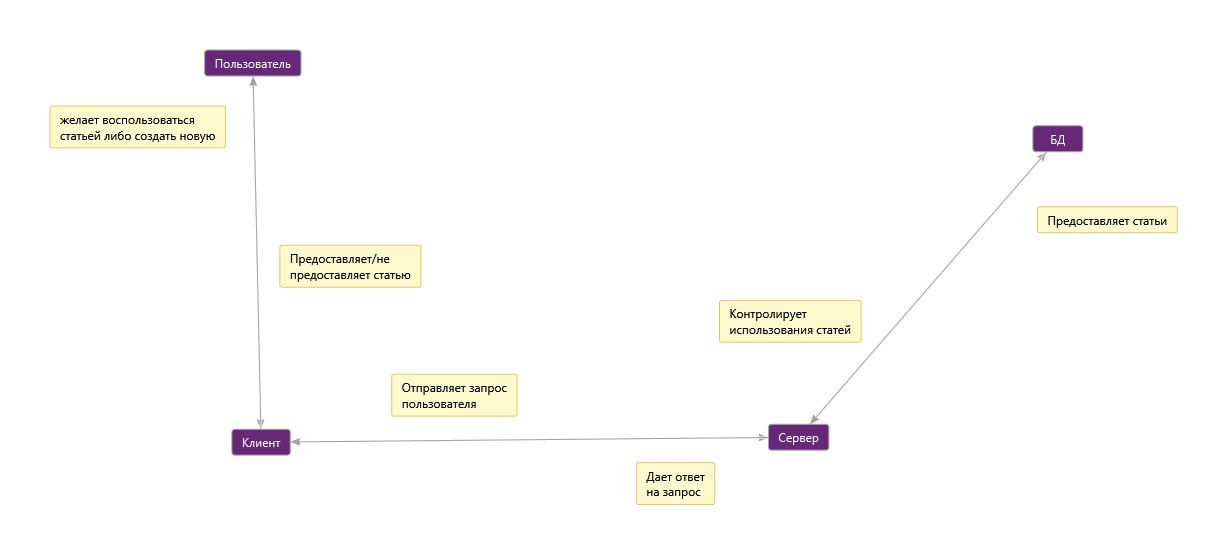 Пользователь
желает воспользоваться
статьей либо создать новую
БД
Предоставляет статьи
Предоставляет/не
предоставляет статью
Контролирует
использования статей
Отправляет запрос
пользователя
Клиент
Сервер
Дает ответ
на запрос